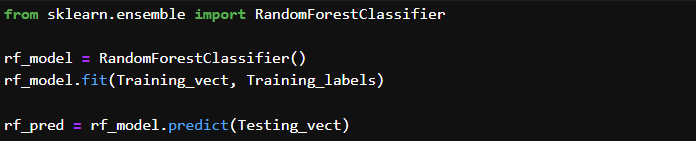 from sklearn.ensemble import RandomForestClassifier
rf_model = RandomForestClassifier()
rf_model.fit(Training_vect, Training_labels)
rf_pred = rf_model.predict(Testing_vect)